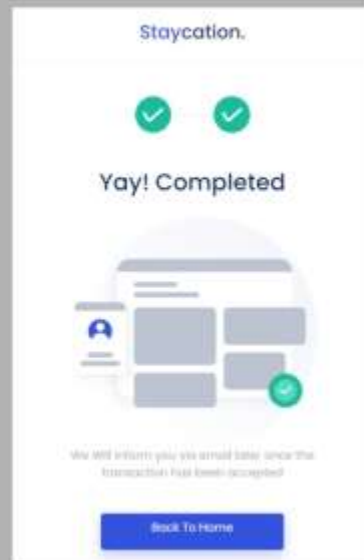 Staycation.
Yay! Completed
We will inform you via email later once the
transaction has been accepted
Back To Home